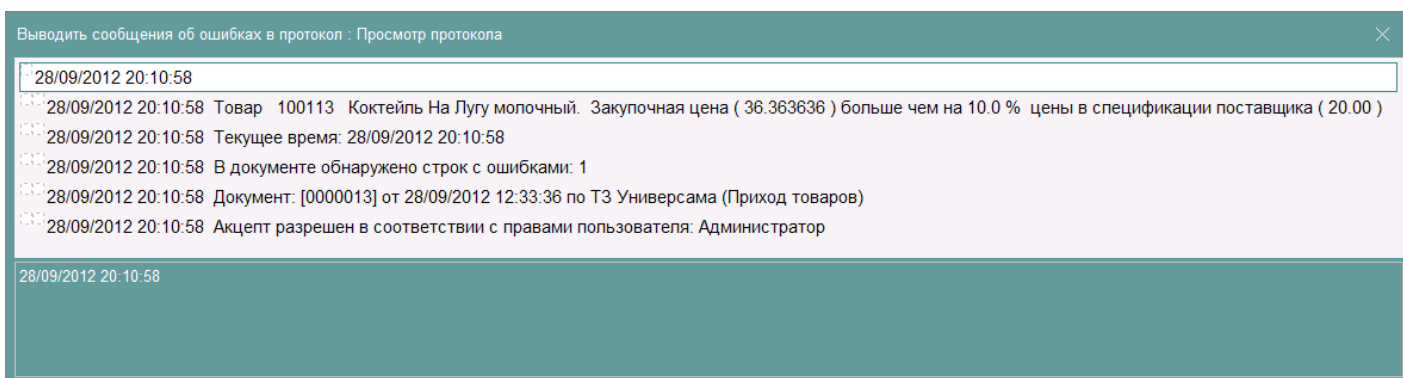 Выводить сообщения об ошибках в протокол : Просмотр протокола
28/09/2012 20:10:58
28/09/2012 20:10:58 Товар 100113 Коктейль На Лугу молочный. Закупочная цена ( 36.363636 ) больше чем на 10.0 % цены в спецификации поставщика ( 20.00 )
28/09/2012 20:10:58 Текущее время: 28/09/2012 20:10:58
28/09/2012 20:10:58 В документе обнаружено строк с ошибками: 1
28/09/2012 20:10:58 Документ: [0000013] от 28/09/2012 12:33:36 по ТЗ Универсама (Приход товаров)
28/09/2012 20:10:58 Акцепт разрешен в соответствии с правами пользователя: Администратор
28/09/2012 20:10:58